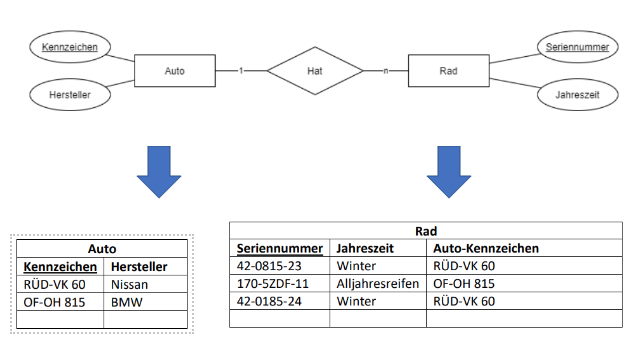 Kennzeichen
Hersteller
Auto
1
Hat
n
Rad
Seriennummer
Jahreszeit
Auto
Kennzeichen Hersteller
RÜD-VK 60 Nissan
OF-OH 815 BMW
Rad
Seriennummer Jahreszeit Auto-Kennzeichen
42-0815-23 Winter RÜD-VK 60
170-5ZDF-11 Alljahresreifen OF-OH 815
42-0185-24 Winter RÜD-VK 60